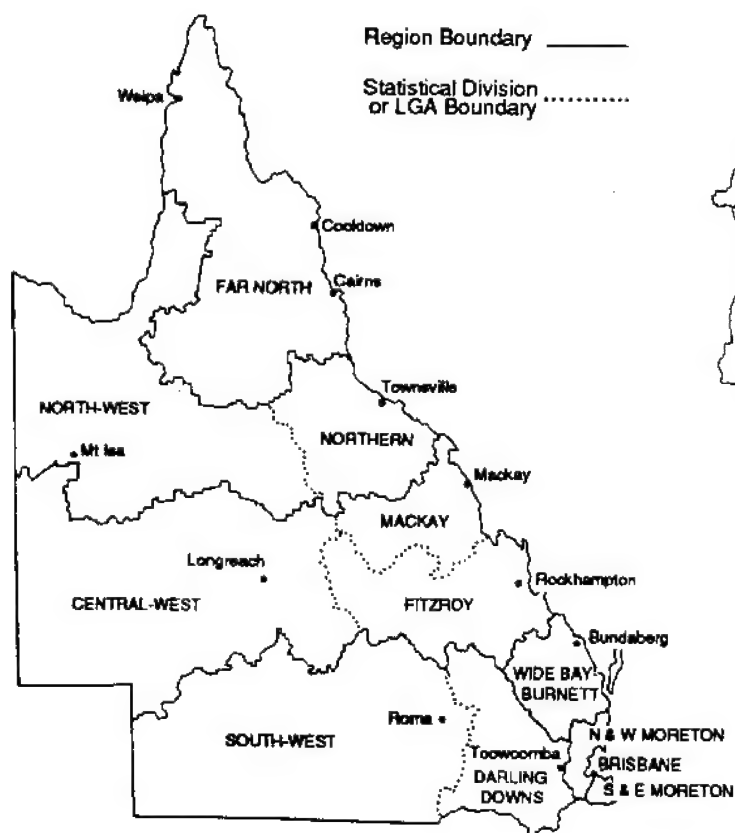 Region Boundary
Statistical Division
or LGA Boundary
Weipa
Cooldown
Cairns
FAR NORTH
Townsville
NORTH-WEST
NORTHERN
Mt Isa
Mackay
MACKAY
Longreach
Rockhampton
CENTRAL-WEST
FITZROY
Bundaberg
WIDE BAY-
BURNETT
Roma
N & W MORETON
SOUTH-WEST
Toowoomba
BRISBANE
DARLING
DOWNS
S & E MORETON